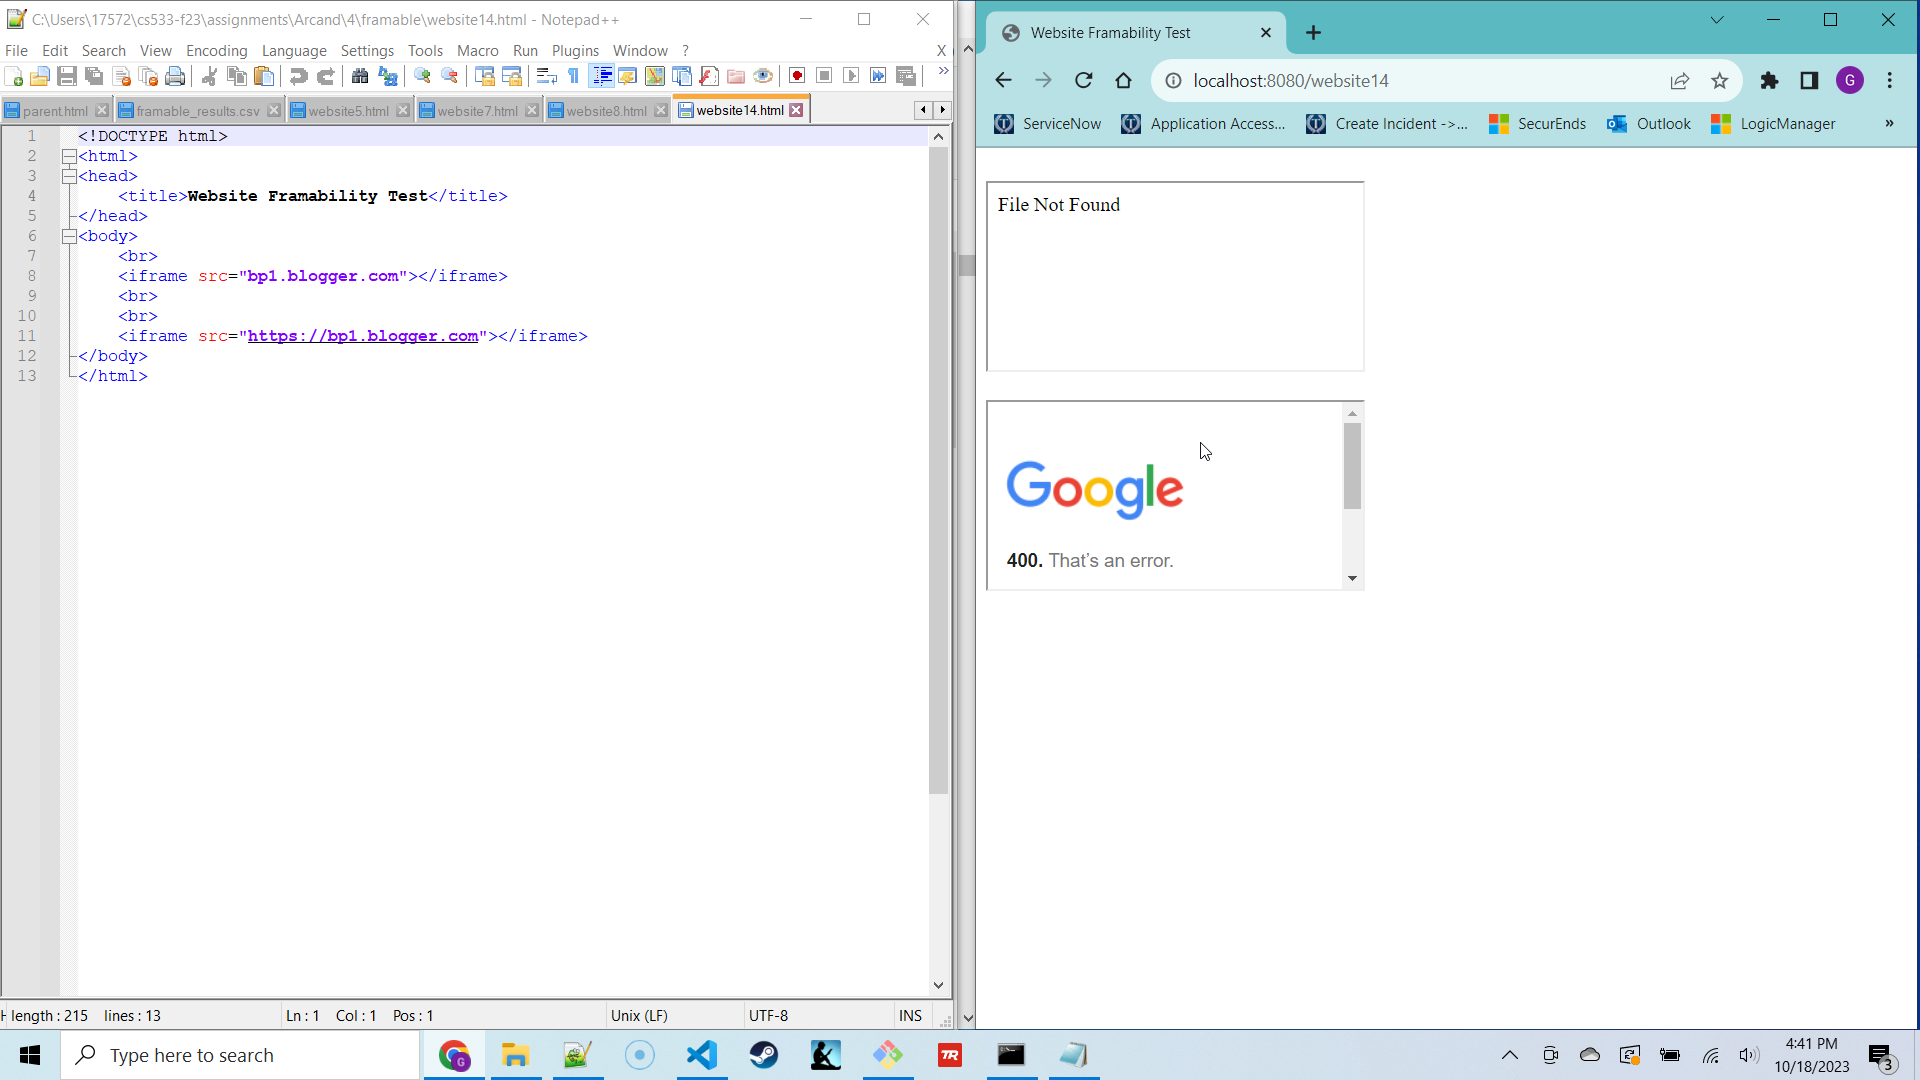 C:\Users\17572\cs533-f23\assignments\Arcand\4\framable\website14.html - Notepad++
File Edit Search View Encoding Language Settings Tools Macro Run Plugins Window ? X
parent.html framable_results.csv website5.html website7.html website8.html website14.html
1 <!DOCTYPE html>
2 <html>
3 <head>
4 <title>Website Framability Test</title>
5 </head>
6 <body>
7 <br>
8 <iframe src="bp1.blogger.com"></iframe>
9 <br>
10 <br>
11 <iframe src="https://bp1.blogger.com"></iframe>
12 </body>
13 </html>
length : 215 lines : 13 Ln : 1 Col : 1 Pos : 1 Unix (LF) UTF-8 INS
Website Framability Test
localhost:8080/website14
G
ServiceNow Application Access... Create Incident ->... SecurEnds Outlook LogicManager »
File Not Found
Google
400. That's an error.
Type here to search
G
TR
4:41 PM
10/18/2023
3